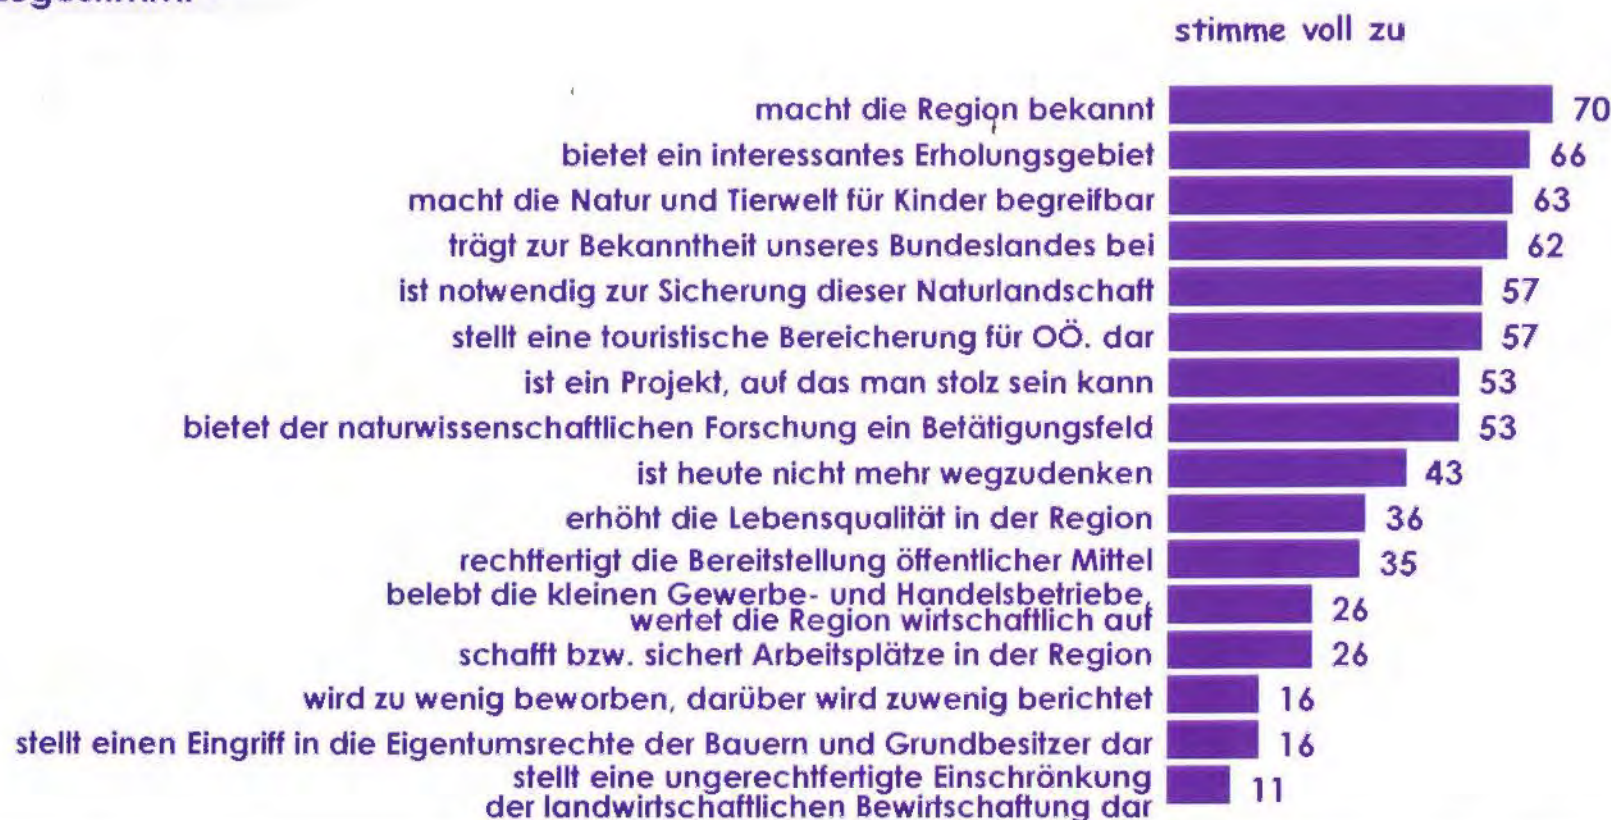 stimme voll zu
macht die Region bekannt 70
bietet ein interessantes Erholungsgebiet 66
macht die Natur und Tierwelt für Kinder begreifbar 63
trägt zur Bekanntheit unseres Bundeslandes bei 62
ist notwendig zur Sicherung dieser Naturlandschaft 57
stellt eine touristische Bereicherung für OÖ. dar 57
ist ein Projekt, auf das man stolz sein kann 53
bietet der naturwissenschaftlichen Forschung ein Betätigungsfeld 53
ist heute nicht mehr wegzudenken 43
erhöht die Lebensqualität in der Region 36
rechtfertigt die Bereitstellung öffentlicher Mittel 35
belebt die kleinen Gewerbe- und Handelsbetriebe,
wertet die Region wirtschaftlich auf 26
schafft bzw. sichert Arbeitsplätze in der Region 26
wird zu wenig beworben, darüber wird zuwenig berichtet 16
stellt einen Eingriff in die Eigentumsrechte der Bauern und Grundbesitzer dar 16
stellt eine ungerechtfertigte Einschränkung
der landwirtschaftlichen Bewirtschaftung dar 11